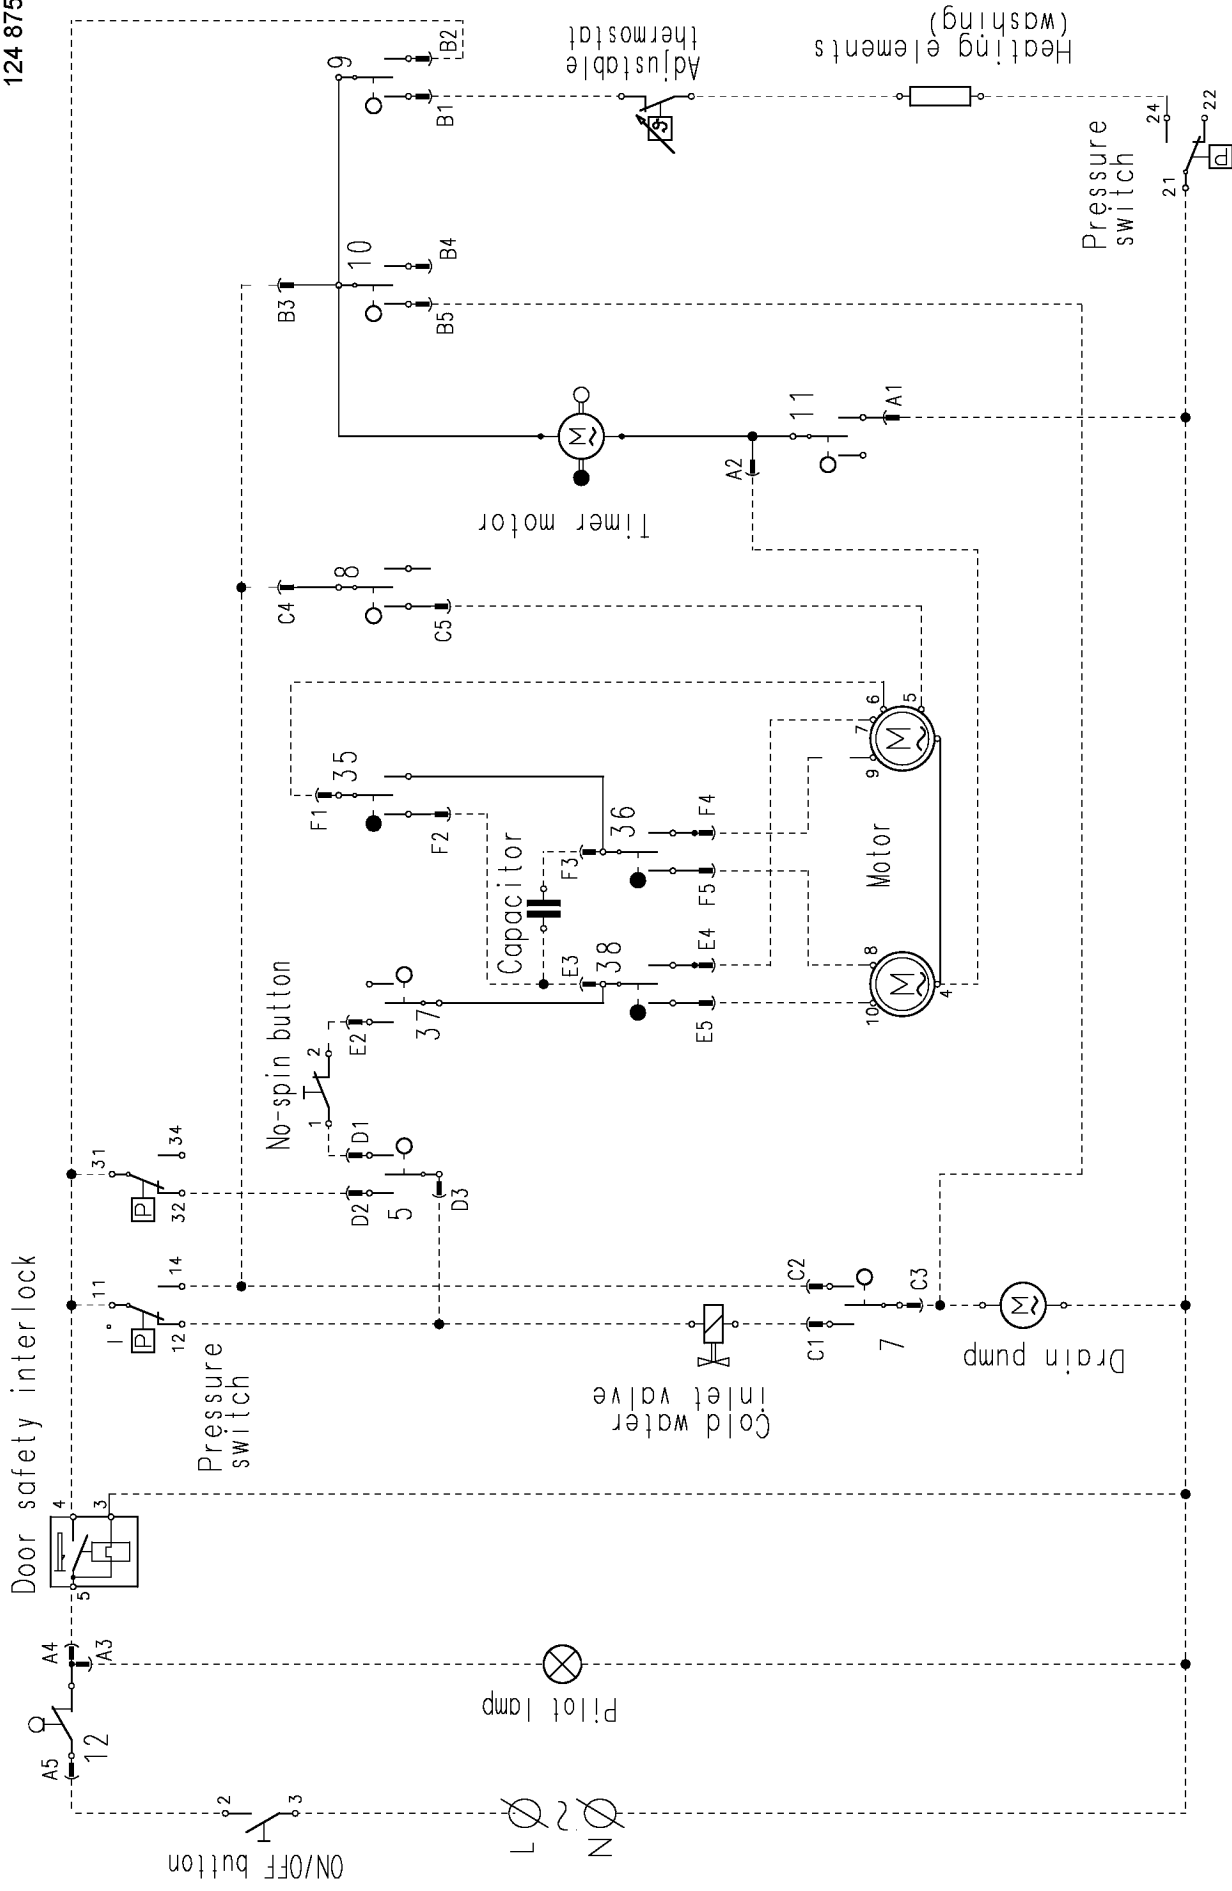 124 875
Door safety interlock
A5
12
A4
A3
5
4
3
1°
11
12
14
31
32
34
Pressure
switch
ON/OFF button
2
3
L
N
Pilot lamp
No-spin button
1
2
D1
D2
5
D3
E2
37
Capacitor
E3
38
E4
E5
F1
35
F2
F3
36
F4
F5
C4
8
C5
B3
10
B4
B5
9
B1
B2
Adjustable
thermostat
Heating elements
(washing)
Timer motor
M
A2
11
A1
Pressure
switch
21
22
24
P
Motor
M
M
10
8
4
9
7
6
5
Cold water
inlet valve
C1
C2
7
C3
Drain pump
M
P
P